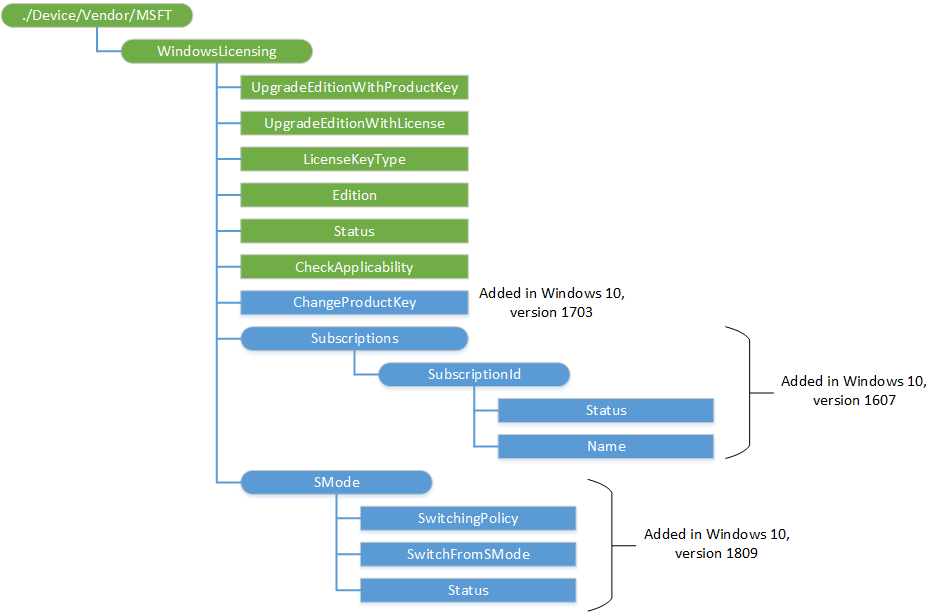 ./Device/Vendor/MSFT
WindowsLicensing
UpgradeEditionWithProductKey
UpgradeEditionWithLicense
LicenseKeyType
Edition
Status
CheckApplicability
ChangeProductKey
Added in Windows 10,
version 1703
Subscriptions
SubscriptionId
Status
Name
Added in Windows 10,
version 1607
SMode
SwitchingPolicy
SwitchFromSMode
Status
Added in Windows 10,
version 1809